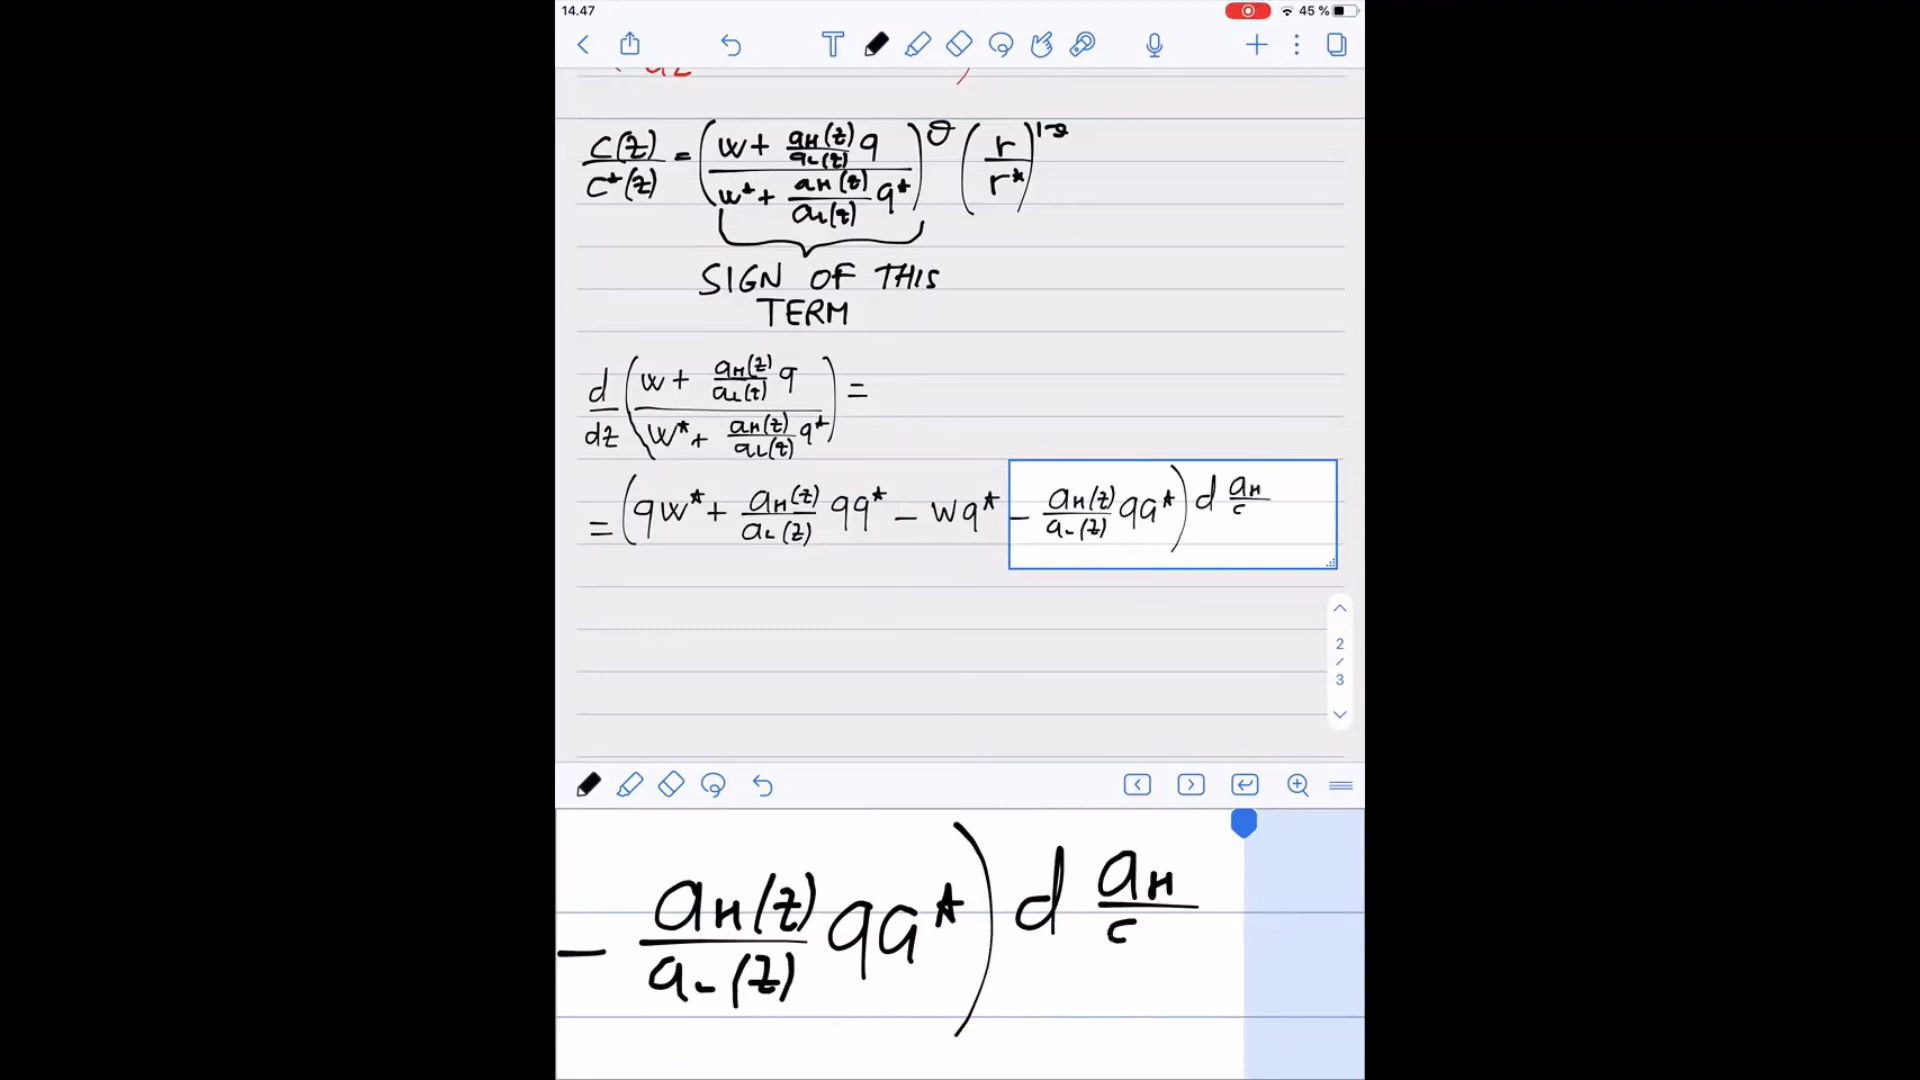 14.47 45 %
C(z)/C*(z) = ((w + aH(z)/aL(z) q)/(w* + aH(z)/aL(z) q*))^θ (r/r*)^1-θ
SIGN OF THIS
TERM
d/dz ((w + aH(z)/aL(z) q)/(w* + aH(z)/aL(z) q*)) =
= (qw* + aH(z)/aL(z) qq* - wq* - aH(z)/aL(z) qq*) d aH/
2
/
3
- aH(z)/aL(z) qq*) d aH/